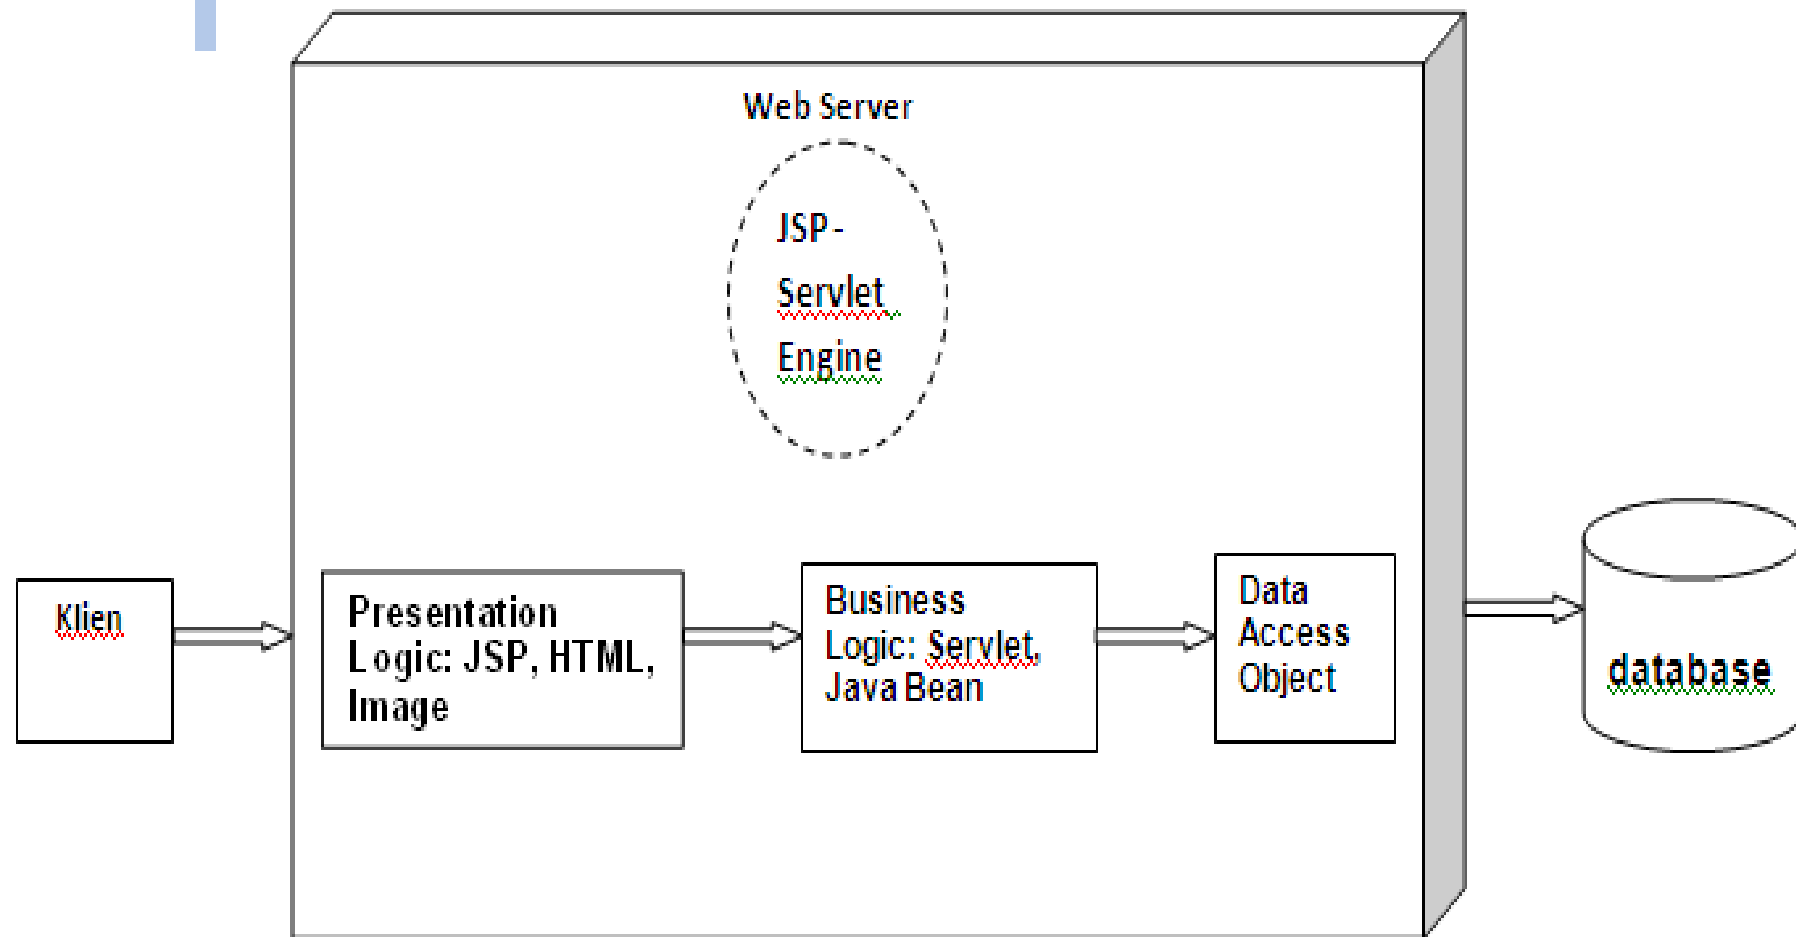 Web Server
JSP-
Servlet
Engine
Klien
Presentation
Logic: JSP, HTML,
Image
Business
Logic: Servlet,
Java Bean
Data
Access
Object
database